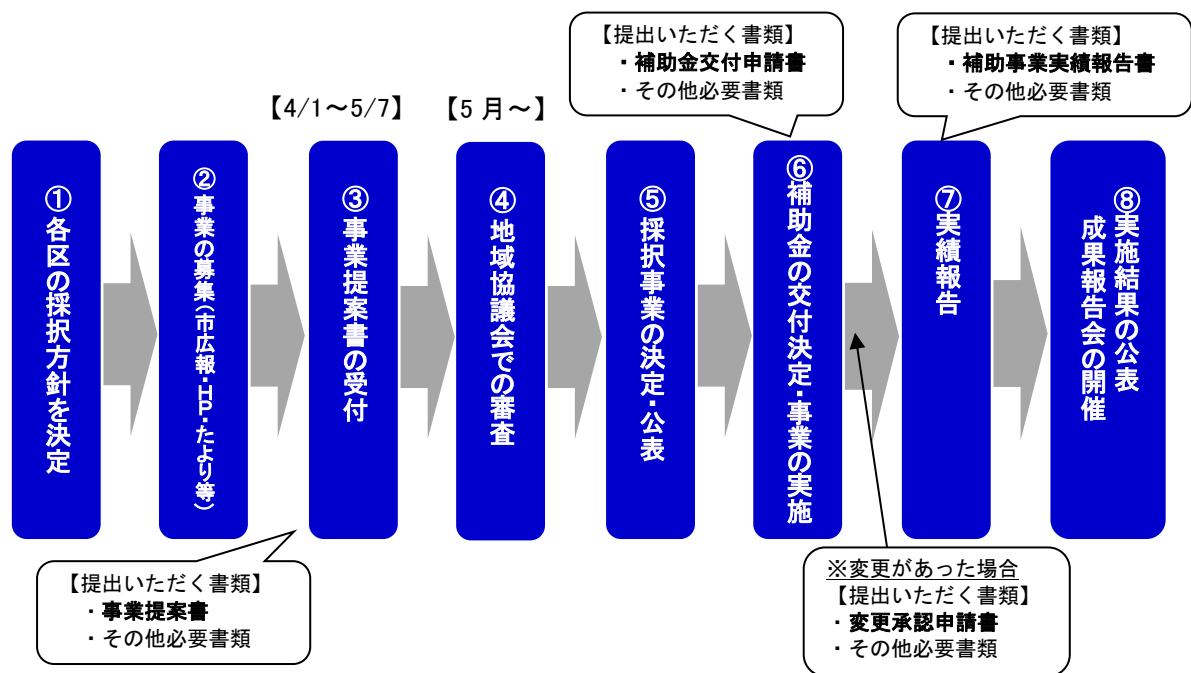 【提出いただく書類】
・補助金交付申請書
・その他必要書類
【提出いただく書類】
・補助事業実績報告書
・その他必要書類
【4/1～5/7】
【5 月～】
①各区の採択方針を決定
②事業の募集（市広報・HP・たより等）
③事業提案書の受付
④地域協議会での審査
⑤採択事業の決定・公表
⑥補助金の交付決定・事業の実施
⑦実績報告
⑧実施結果の公表
成果報告会の開催
【提出いただく書類】
・事業提案書
・その他必要書類
※変更があった場合
【提出いただく書類】
・変更承認申請書
・その他必要書類